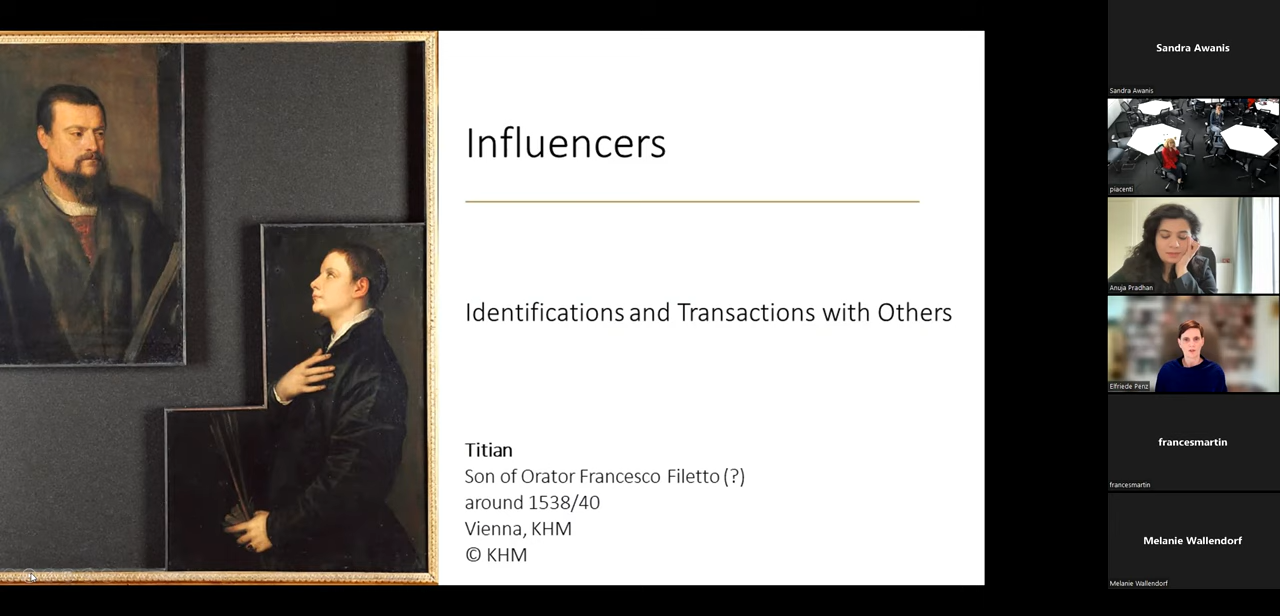 Influencers
Identifications and Transactions with Others
Titian
Son of Orator Francesco Filetto (?)
around 1538/40
Vienna, KHM
© KHM
Sandra Awanis
Sandra Awanis
piacenti
Anuja Pradhan
Elfriede Penz
francesmartin
francesmartin
Melanie Wallendorf
Melanie Wallendorf